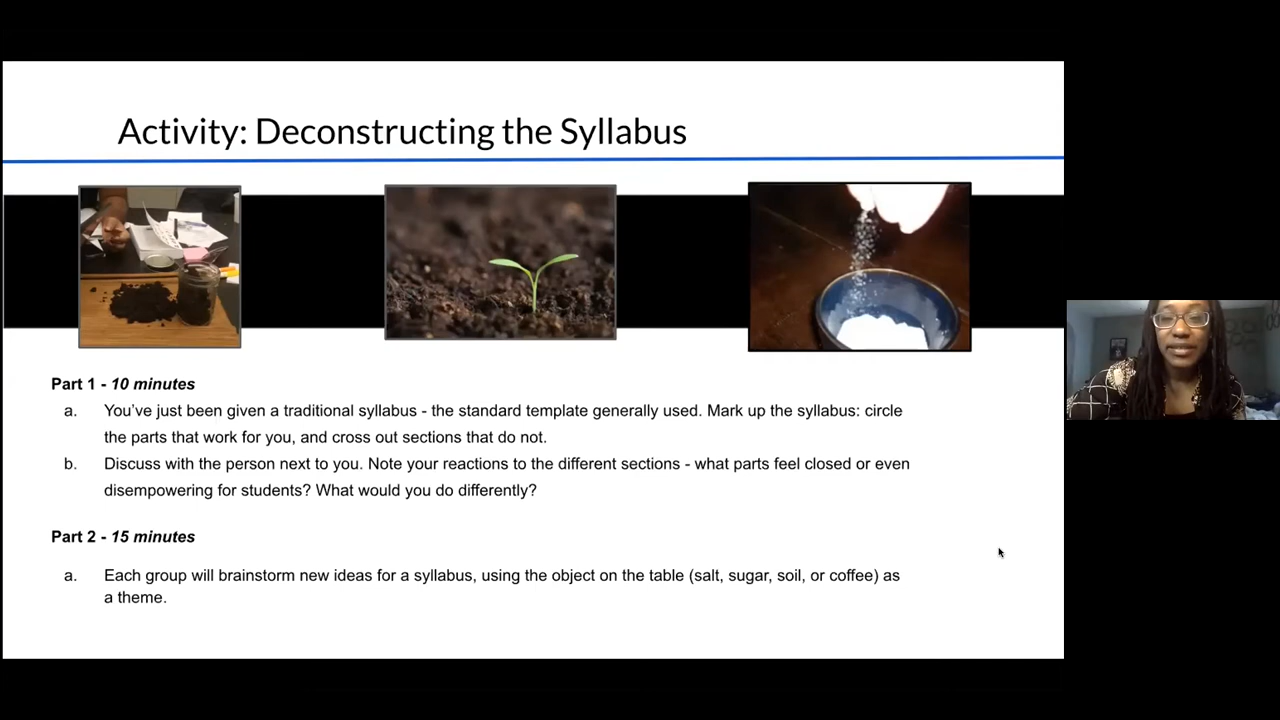 Activity: Deconstructing the Syllabus
Part 1 - 10 minutes
a. You’ve just been given a traditional syllabus - the standard template generally used. Mark up the syllabus: circle
the parts that work for you, and cross out sections that do not.
b. Discuss with the person next to you. Note your reactions to the different sections - what parts feel closed or even
disempowering for students? What would you do differently?
Part 2 - 15 minutes
a. Each group will brainstorm new ideas for a syllabus, using the object on the table (salt, sugar, soil, or coffee) as
a theme.